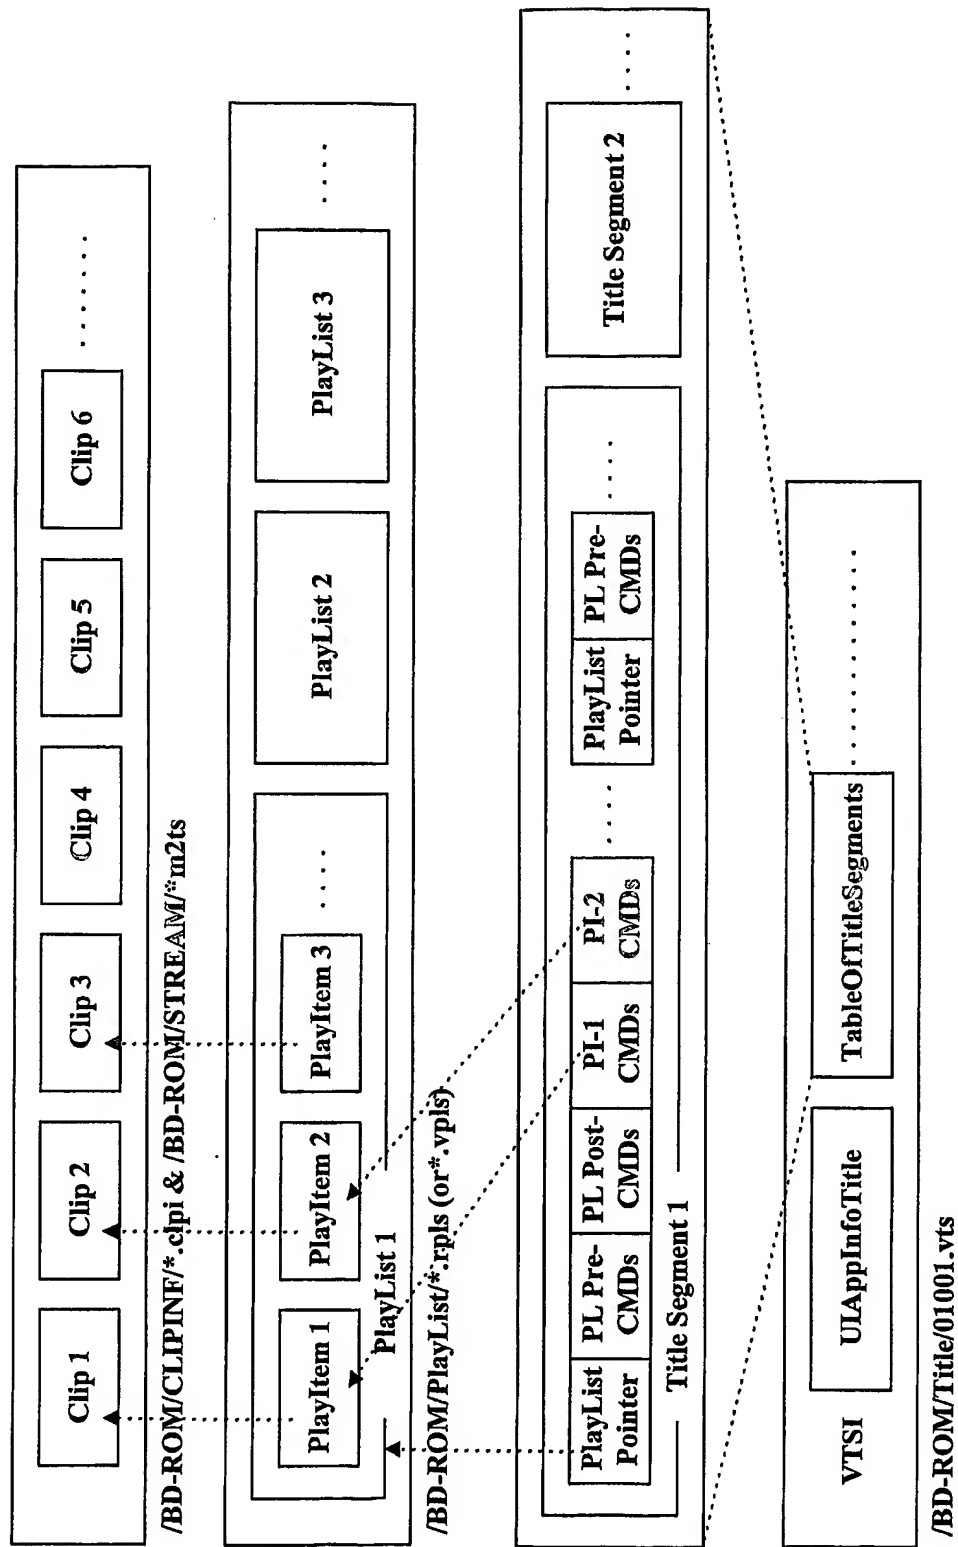 Clip 1
Clip 2
Clip 3
Clip 4
Clip 5
Clip 6
. . . . . .
/BD-ROM/CLIPINF/*.clpi & /BD-ROM/STREAM/*m2ts
PlayItem 1
PlayItem 2
PlayItem 3
. . . .
PlayList 1
PlayList 2
PlayList 3
. . . .
/BD-ROM/PlayList/*.rpls (or*.vpls)
PlayList
Pointer
PL Pre-
CMDs
PL Post-
CMDs
PI-1
CMDs
PI-2
CMDs
. . . .
PlayList
Pointer
PL Pre-
CMDs
. . . .
Title Segment 1
Title Segment 2
. . . .
VTSI
UIAppInfoTitle
TableOfTitleSegments
. . . . . . . . . . . . .
/BD-ROM/Title/01001.vts